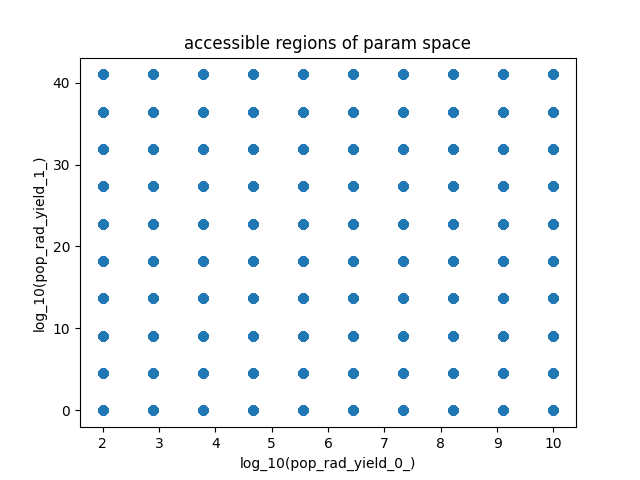 accessible regions of param space
log_10(pop_rad_yield_1_)
40
30
20
10
0
2 3 4 5 6 7 8 9 10
log_10(pop_rad_yield_0_)